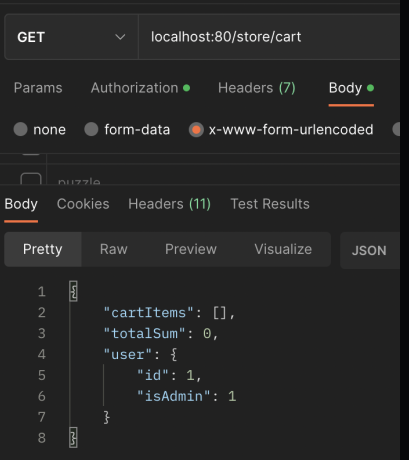 GET localhost:80/store/cart
Params Authorization Headers (7) Body
none form-data x-www-form-urlencoded
puzzle
Body Cookies Headers (11) Test Results
Pretty Raw Preview Visualize JSON
1 {
2 "cartItems": [],
3 "totalSum": 0,
4 "user": {
5 "id": 1,
6 "isAdmin": 1
7 }
8 }